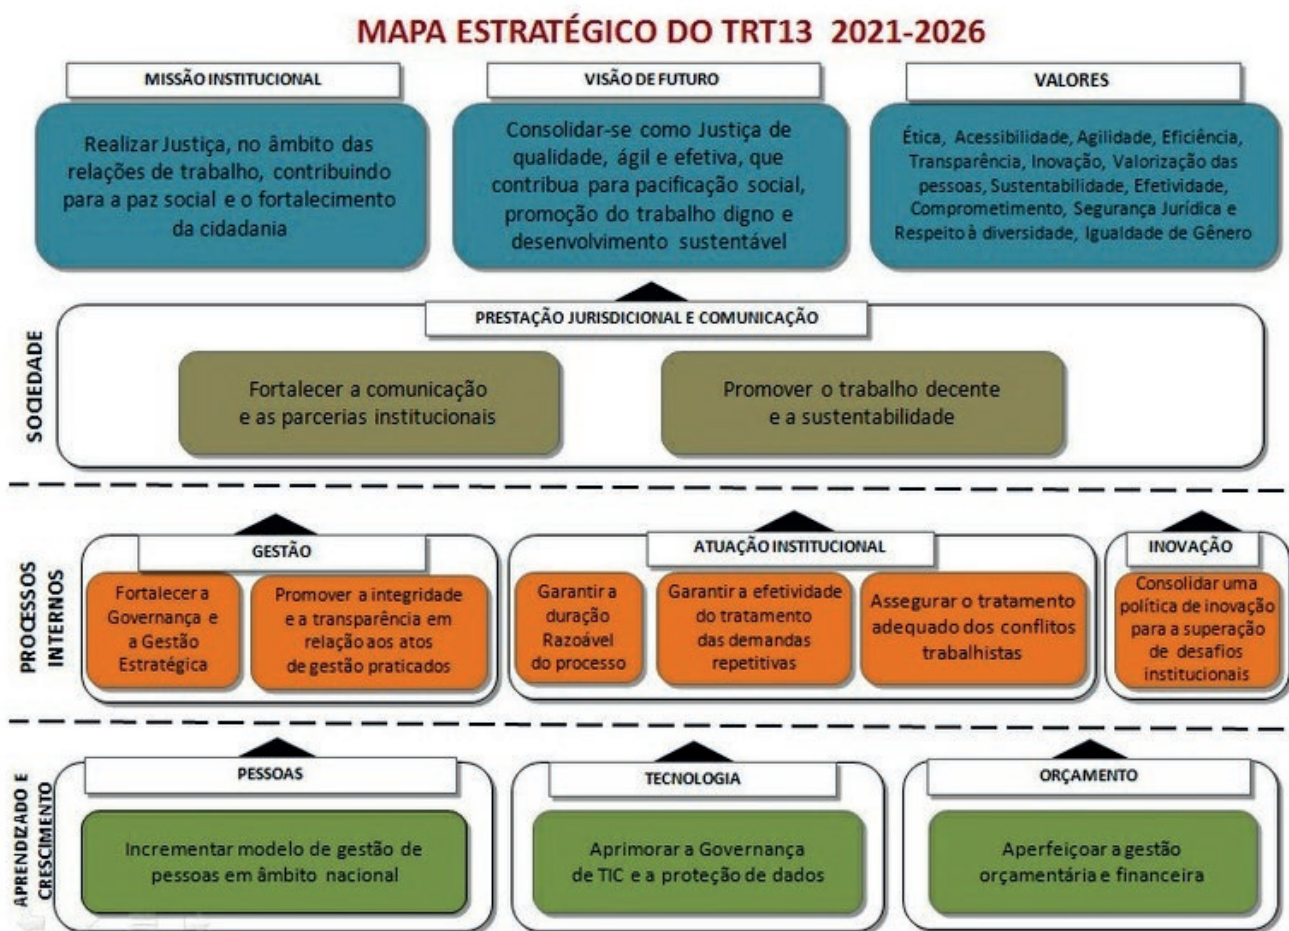 MAPA ESTRATÉGICO DO TRT13 2021-2026
MISSÃO INSTITUCIONAL
Realizar Justiça, no âmbito das
relações de trabalho, contribuindo
para a paz social e o fortalecimento
da cidadania
VISÃO DE FUTURO
Consolidar-se como Justiça de
qualidade, ágil e efetiva, que
contribua para pacificação social,
promoção do trabalho digno e
desenvolvimento sustentável
VALORES
Ética, Acessibilidade, Agilidade, Eficiência,
Transparência, Inovação, Valorização das
pessoas, Sustentabilidade, Efetividade,
Comprometimento, Segurança Jurídica e
Respeito à diversidade, Igualdade de Gênero
SOCIEDADE
PRESTAÇÃO JURISDICIONAL E COMUNICAÇÃO
Fortalecer a comunicação
e as parcerias institucionais
Promover o trabalho decente
e a sustentabilidade
PROCESSOS
INTERNOS
GESTÃO
Fortalecer a
Governança e
a Gestão
Estratégica
Promover a integridade
e a transparência em
relação aos atos
de gestão praticados
ATUAÇÃO INSTITUCIONAL
Garantir a
duração
Razoável
do processo
Garantir a efetividade
do tratamento
das demandas
repetitivas
Assegurar o tratamento
adequado dos conflitos
trabalhistas
INOVAÇÃO
Consolidar uma
política de inovação
para a superação
de desafios
institucionais
APRENDIZADO E
CRESCIMENTO
PESSOAS
Incrementar modelo de gestão de
pessoas em âmbito nacional
TECNOLOGIA
Aprimorar a Governança
de TIC e a proteção de dados
ORÇAMENTO
Aperfeiçoar a gestão
orçamentária e financeira